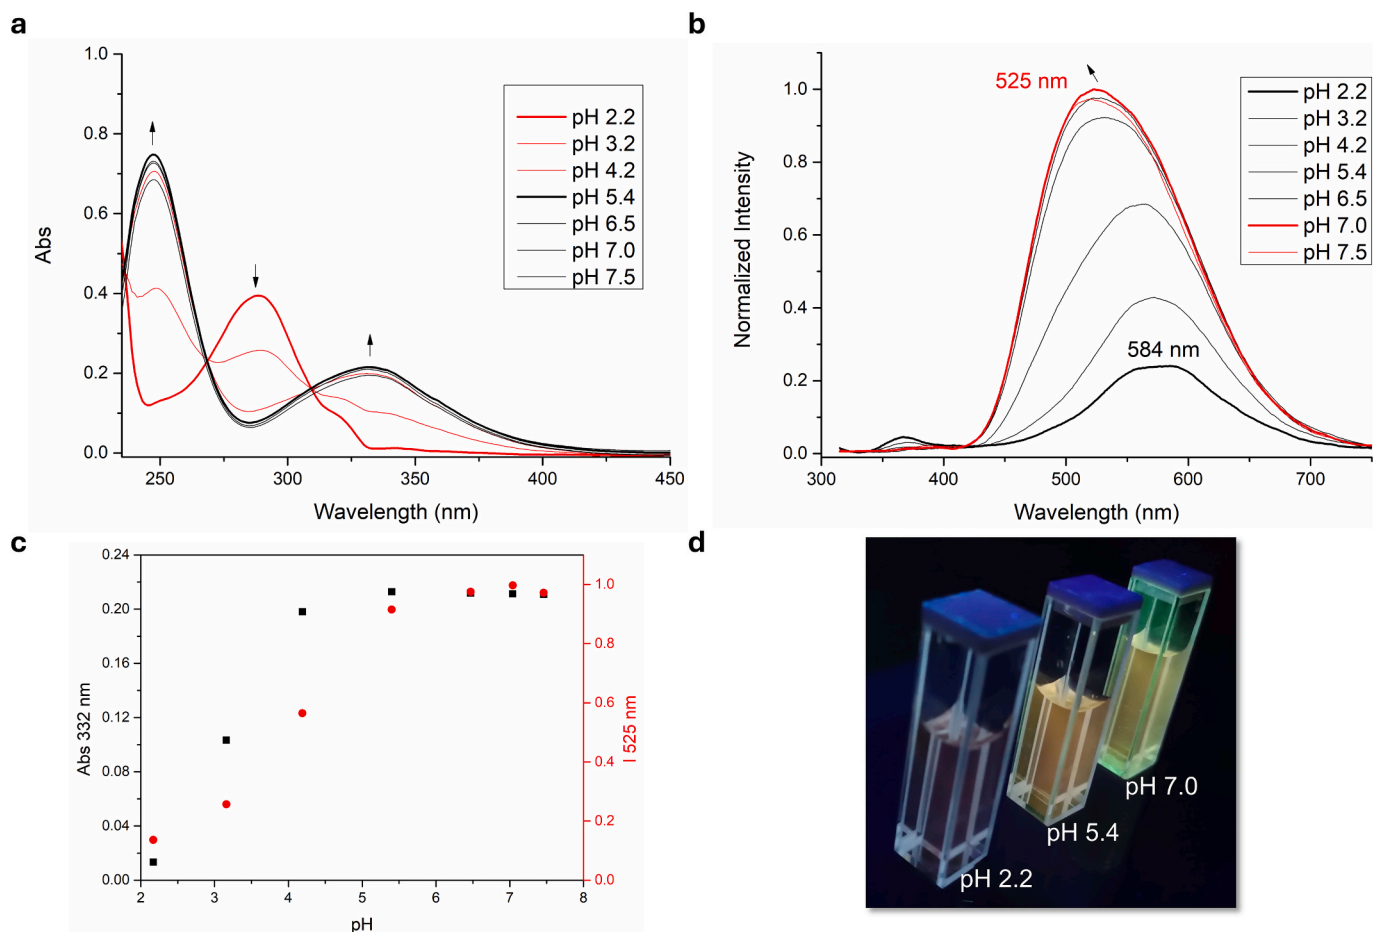 a
1.0
0.8
0.6
0.4
0.2
0.0
Abs
250
300
350
400
450
Wavelength (nm)
pH 2.2
pH 3.2
pH 4.2
pH 5.4
pH 6.5
pH 7.0
pH 7.5
b
1.0
0.8
0.6
0.4
0.2
0.0
Normalized Intensity
525 nm
584 nm
300
400
500
600
700
Wavelength (nm)
pH 2.2
pH 3.2
pH 4.2
pH 5.4
pH 6.5
pH 7.0
pH 7.5
c
0.24
0.20
0.16
0.12
0.08
0.04
0.00
Abs 332 nm
2
3
4
5
6
7
8
pH
1.0
0.8
0.6
0.4
0.2
0.0
I 525 nm
d
pH 7.0
pH 5.4
pH 2.2